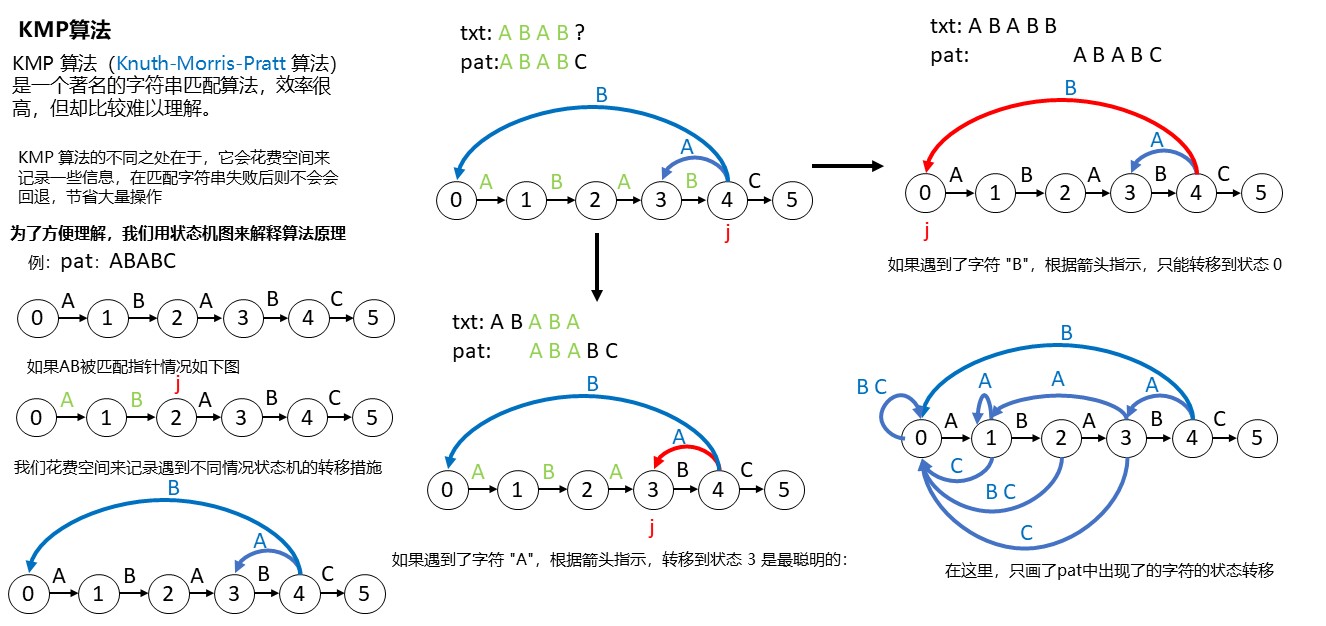 KMP算法
KMP 算法（Knuth-Morris-Pratt 算法）
是一个著名的字符串匹配算法，效率很
高，但却比较难以理解。
KMP 算法的不同之处在于，它会花费空间来
记录一些信息，在匹配字符串失败后则不会会
回退，节省大量操作
为了方便理解，我们用状态机图来解释算法原理
例：pat：ABABC
A B A B C
0 1 2 3 4 5
如果AB被匹配指针情况如下图
j
A B A B C
0 1 2 3 4 5
我们花费空间来记录遇到不同情况状态机的转移措施
B
A
A B A B C
0 1 2 3 4 5
txt: A B A B ?
pat:A B A B C
B
A
A B A B C
0 1 2 3 4 5
j
txt: A B A B A
pat: A B A B C
B
A
A B A B C
0 1 2 3 4 5
j
如果遇到了字符 "A"，根据箭头指示，转移到状态 3 是最聪明的：
txt: A B A B B
pat: A B A B C
B
A
A B A B C
0 1 2 3 4 5
j
如果遇到了字符 "B"，根据箭头指示，只能转移到状态 0
B
B C A A A
A B A B C
0 1 2 3 4 5
C
B C
C
在这里，只画了pat中出现了的字符的状态转移